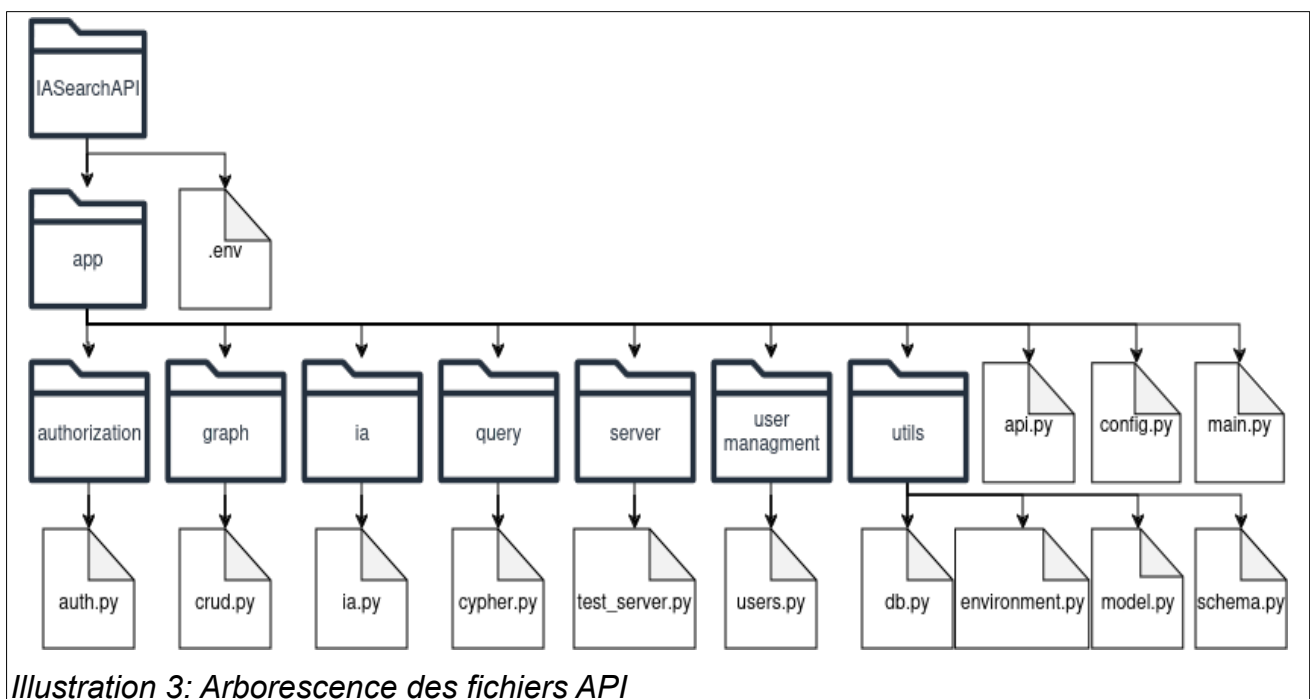 IASearchAPI
app
.env
authorization
graph
ia
query
server
user
managment
utils
api.py
config.py
main.py
auth.py
crud.py
ia.py
cypher.py
test_server.py
users.py
db.py
environment.py
model.py
schema.py
Illustration 3: Arborescence des fichiers API